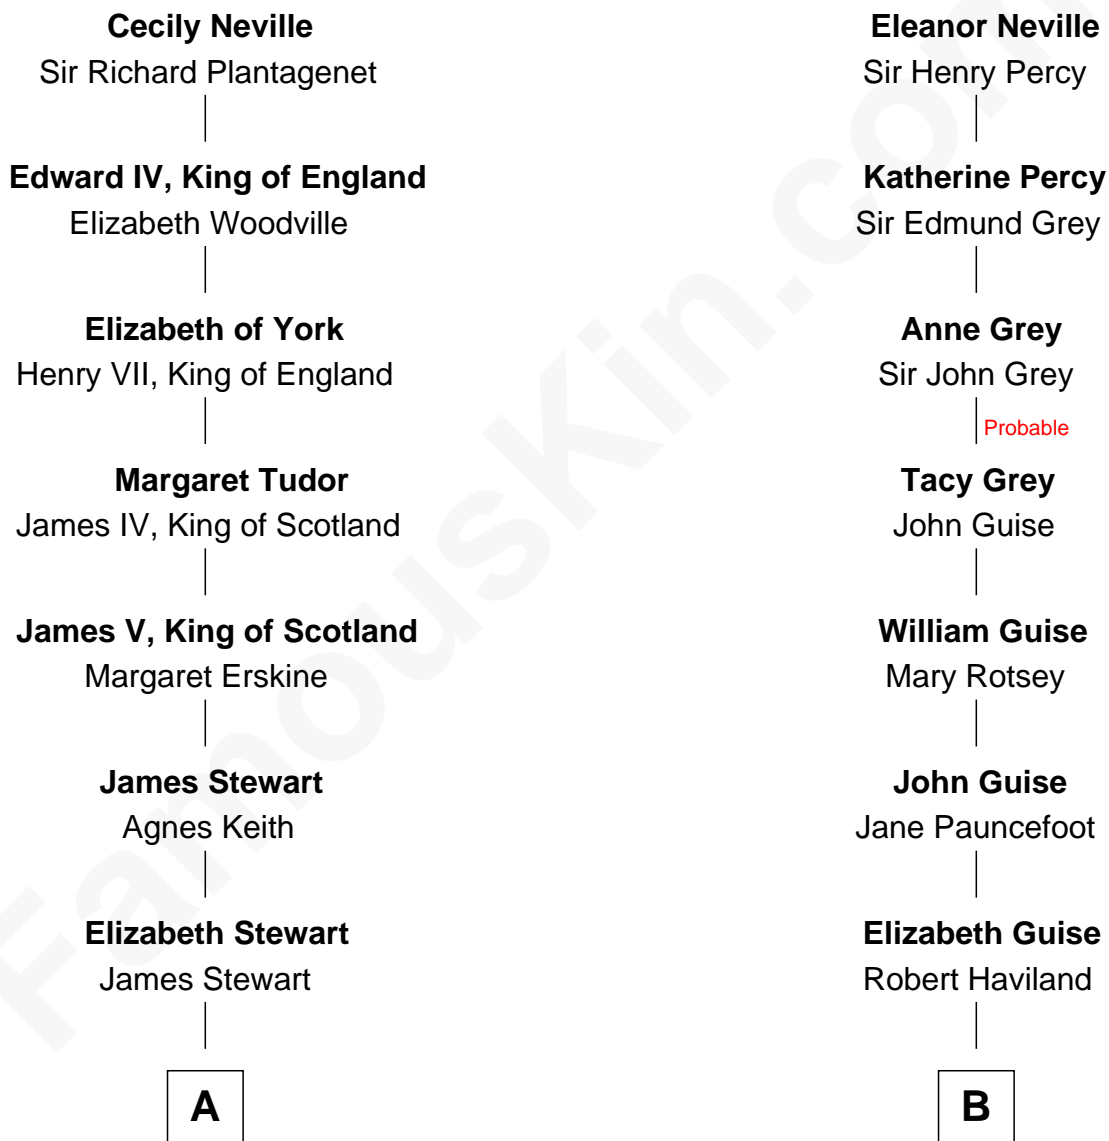 Cecily Neville
Sir Richard Plantagenet
Edward IV, King of England
Elizabeth Woodville
Elizabeth of York
Henry VII, King of England
Margaret Tudor
James IV, King of Scotland
James V, King of Scotland
Margaret Erskine
James Stewart
Agnes Keith
Elizabeth Stewart
James Stewart
A
Eleanor Neville
Sir Henry Percy
Katherine Percy
Sir Edmund Grey
Anne Grey
Sir John Grey
Probable
Tacy Grey
John Guise
William Guise
Mary Rotsey
John Guise
Jane Pauncefoot
Elizabeth Guise
Robert Haviland
B
FamousKin.com